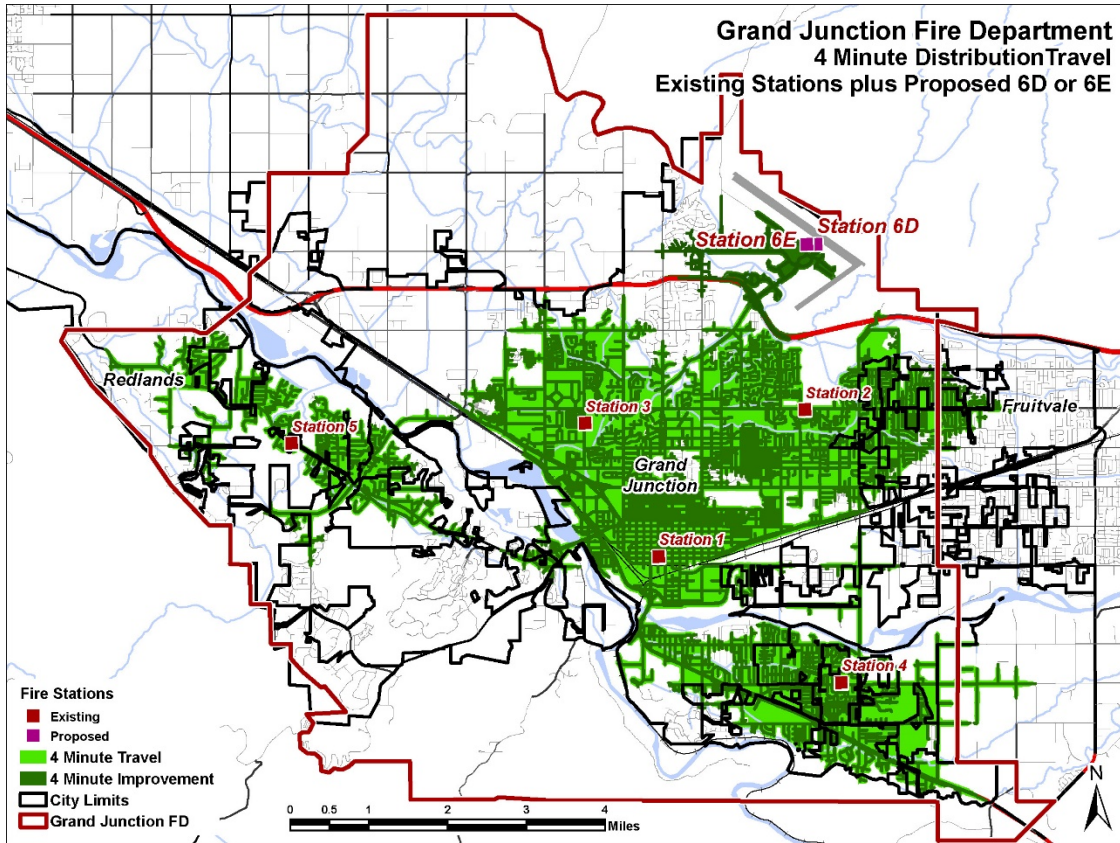 Grand Junction Fire Department
4 Minute DistributionTravel
Existing Stations plus Proposed 6D or 6E
Station 6D
Station 6E
Redlands
Station 5
Station 3
Station 2
Fruitvale
Grand
Junction
Station 1
Station 4
Fire Stations
Existing
Proposed
4 Minute Travel
4 Minute Improvement
City Limits
Grand Junction FD
0 0.5 1 2 3 4
Miles
N